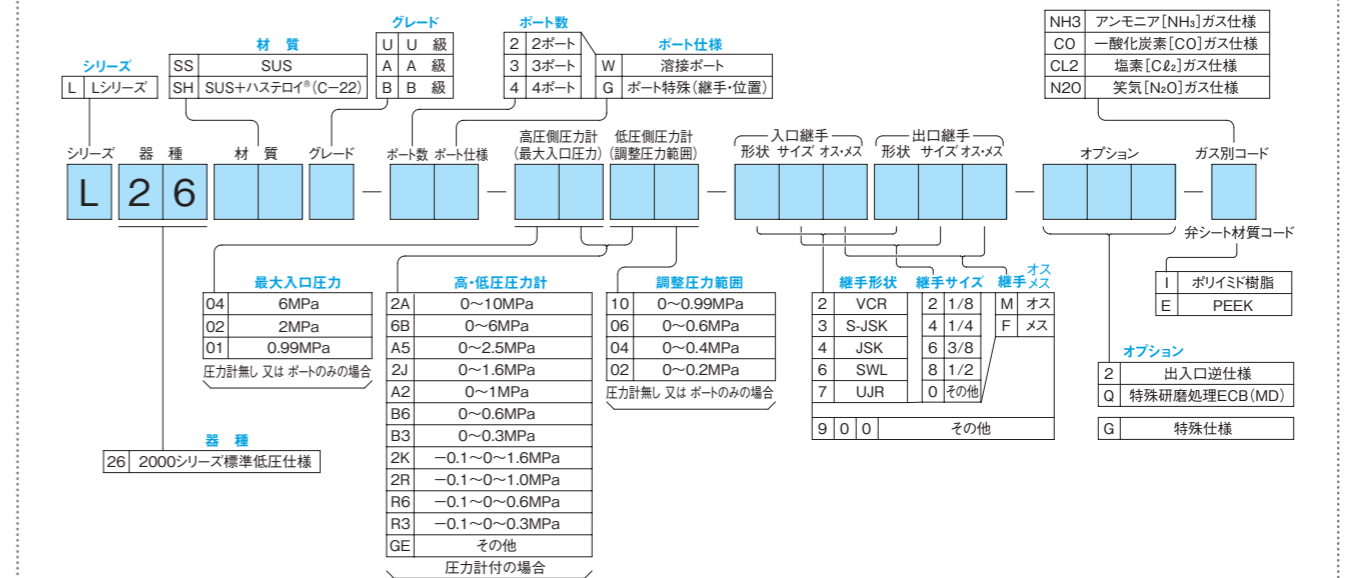 シリーズ
L Lシリーズ
材 質
SS SUS
SH SUS+ハステロイ®(C−22)
グレード
U U 級
A A 級
B B 級
ポート数
2 2ポート
3 3ポート
4 4ポート
ポート仕様
W 溶接ポート
G ポート特殊(継手・位置)
NH3 アンモニア[NH₃]ガス仕様
CO 一酸化炭素[CO]ガス仕様
CL2 塩素[Cℓ₂]ガス仕様
N2O 笑気[N₂O]ガス仕様
シリーズ 器 種 材 質 グレード ポート数 ポート仕様
高圧側圧力計
(最大入口圧力)
低圧側圧力計
(調整圧力範囲)
入口継手
形状 サイズ オス・メス
出口継手
形状 サイズ オス・メス
オプション
ガス別コード
L 2 6 − − − − −
弁シート材質コード
I ポリイミド樹脂
E PEEK
最大入口圧力
04 6MPa
02 2MPa
01 0.99MPa
圧力計無し 又は ポートのみの場合
高・低圧圧力計
2A 0〜10MPa
6B 0〜6MPa
A5 0〜2.5MPa
2J 0〜1.6MPa
A2 0〜1MPa
B6 0〜0.6MPa
B3 0〜0.3MPa
2K −0.1〜0〜1.6MPa
2R −0.1〜0〜1.0MPa
R6 −0.1〜0〜0.6MPa
R3 −0.1〜0〜0.3MPa
GE その他
圧力計付の場合
調整圧力範囲
10 0〜0.99MPa
06 0〜0.6MPa
04 0〜0.4MPa
02 0〜0.2MPa
圧力計無し 又は ポートのみの場合
継手形状
2 VCR
3 S-JSK
4 JSK
6 SWL
7 UJR
継手サイズ
2 1/8
4 1/4
6 3/8
8 1/2
0 その他
継手 オス メス
M オス
F メス
9 0 0 その他
オプション
2 出入口逆仕様
Q 特殊研磨処理ECB(MD)
G 特殊仕様
器 種
26 2000シリーズ標準低圧仕様